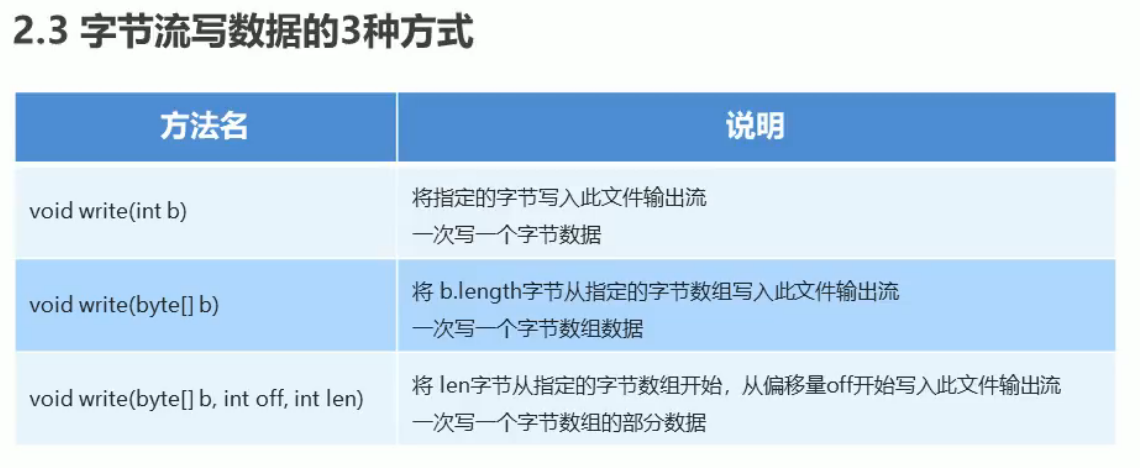 2.3 字节流写数据的3种方式
方法名
说明
void write(int b)
将指定的字节写入此文件输出流
一次写一个字节数据
void write(byte[] b)
将 b.length字节从指定的字节数组写入此文件输出流
一次写一个字节数组数据
void write(byte[] b, int off, int len)
将 len字节从指定的字节数组开始，从偏移量off开始写入此文件输出流
一次写一个字节数组的部分数据